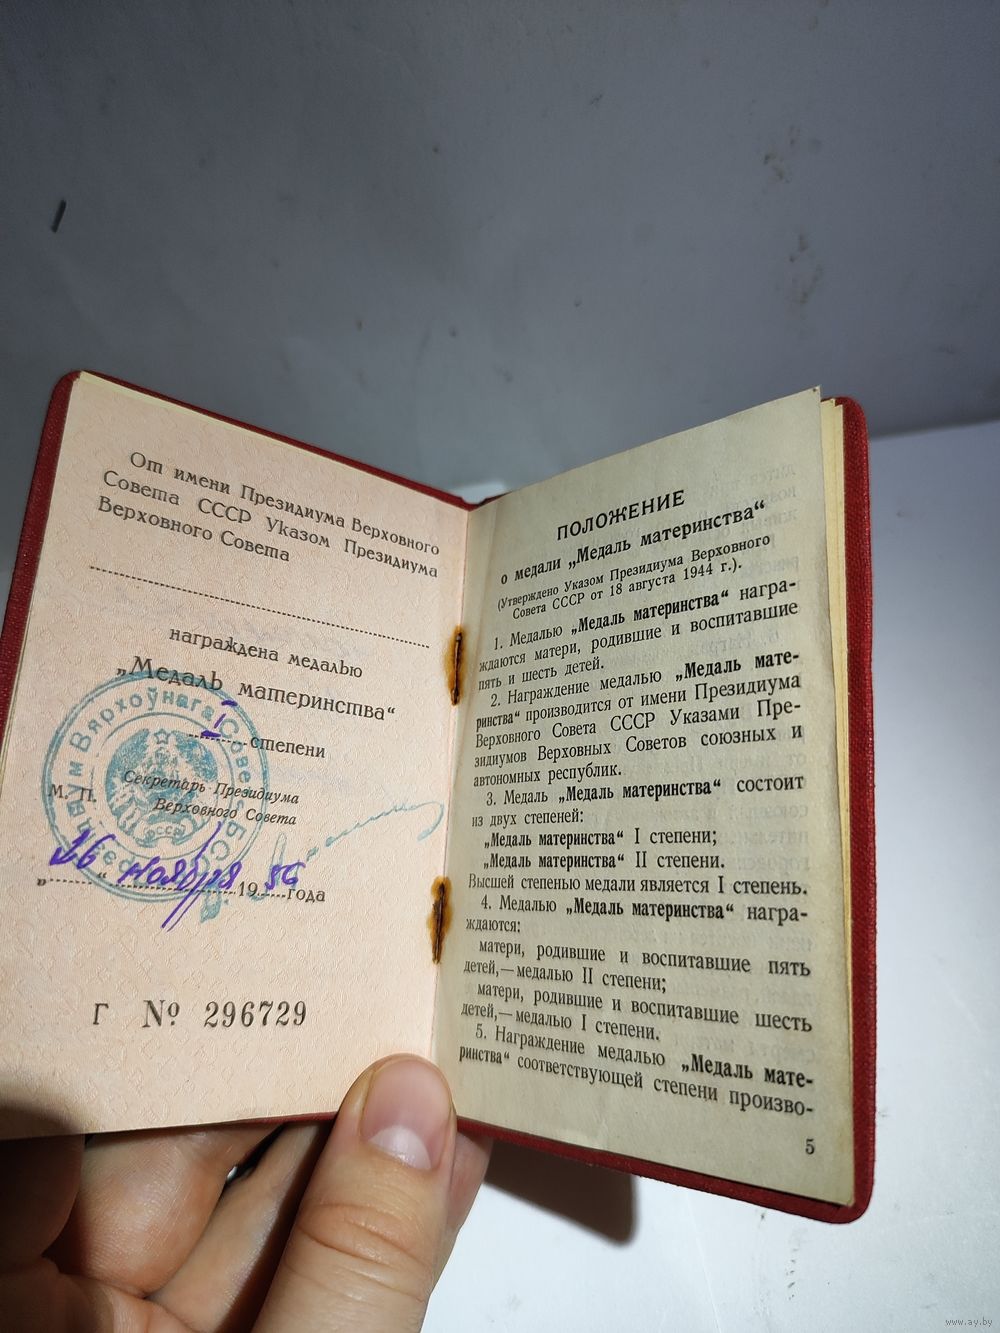 От имени Президиума Верховного
Совета СССР Указом Президиума
Верховного Совета
награждена медалью
„Медаль материнства“
I степени
Секретарь Президиума
М. П. Верховного Совета
„26“ ноября 1956 года
Г № 296729
ПОЛОЖЕНИЕ
о медали „Медаль материнства“
(Утверждено Указом Президиума Верховного
Совета СССР от 18 августа 1944 г.).
1. Медалью „Медаль материнства“ награ-
ждаются матери, родившие и воспитавшие
пять и шесть детей.
2. Награждение медалью „Медаль мате-
ринства“ производится от имени Президиума
Верховного Совета СССР Указами Пре-
зидиумов Верховных Советов союзных и
автономных республик.
3. Медаль „Медаль материнства“ состоит
из двух степеней:
„Медаль материнства“ I степени;
„Медаль материнства“ II степени.
Высшей степенью медали является I степень.
4. Медалью „Медаль материнства“ награ-
ждаются:
матери, родившие и воспитавшие пять
детей,—медалью II степени;
матери, родившие и воспитавшие шесть
детей,—медалью I степени.
5. Награждение медалью „Медаль мате-
ринства“ соответствующей степени произво-
5
www.ay.by